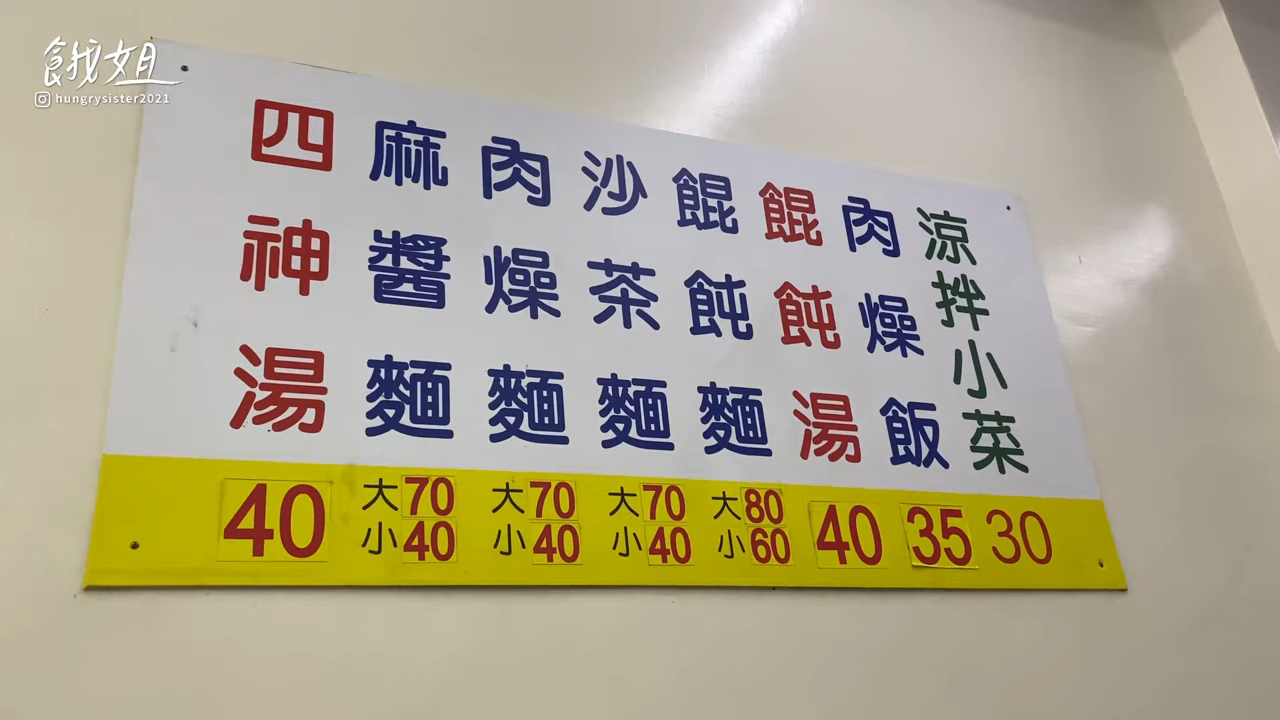 餓姐
hungrysister2021
四神湯
40
麻醬麵
大70
小40
肉燥麵
大70
小40
沙茶麵
大70
小40
餛飩麵
大80
小60
餛飩湯
40
肉燥飯
35
涼拌小菜
30